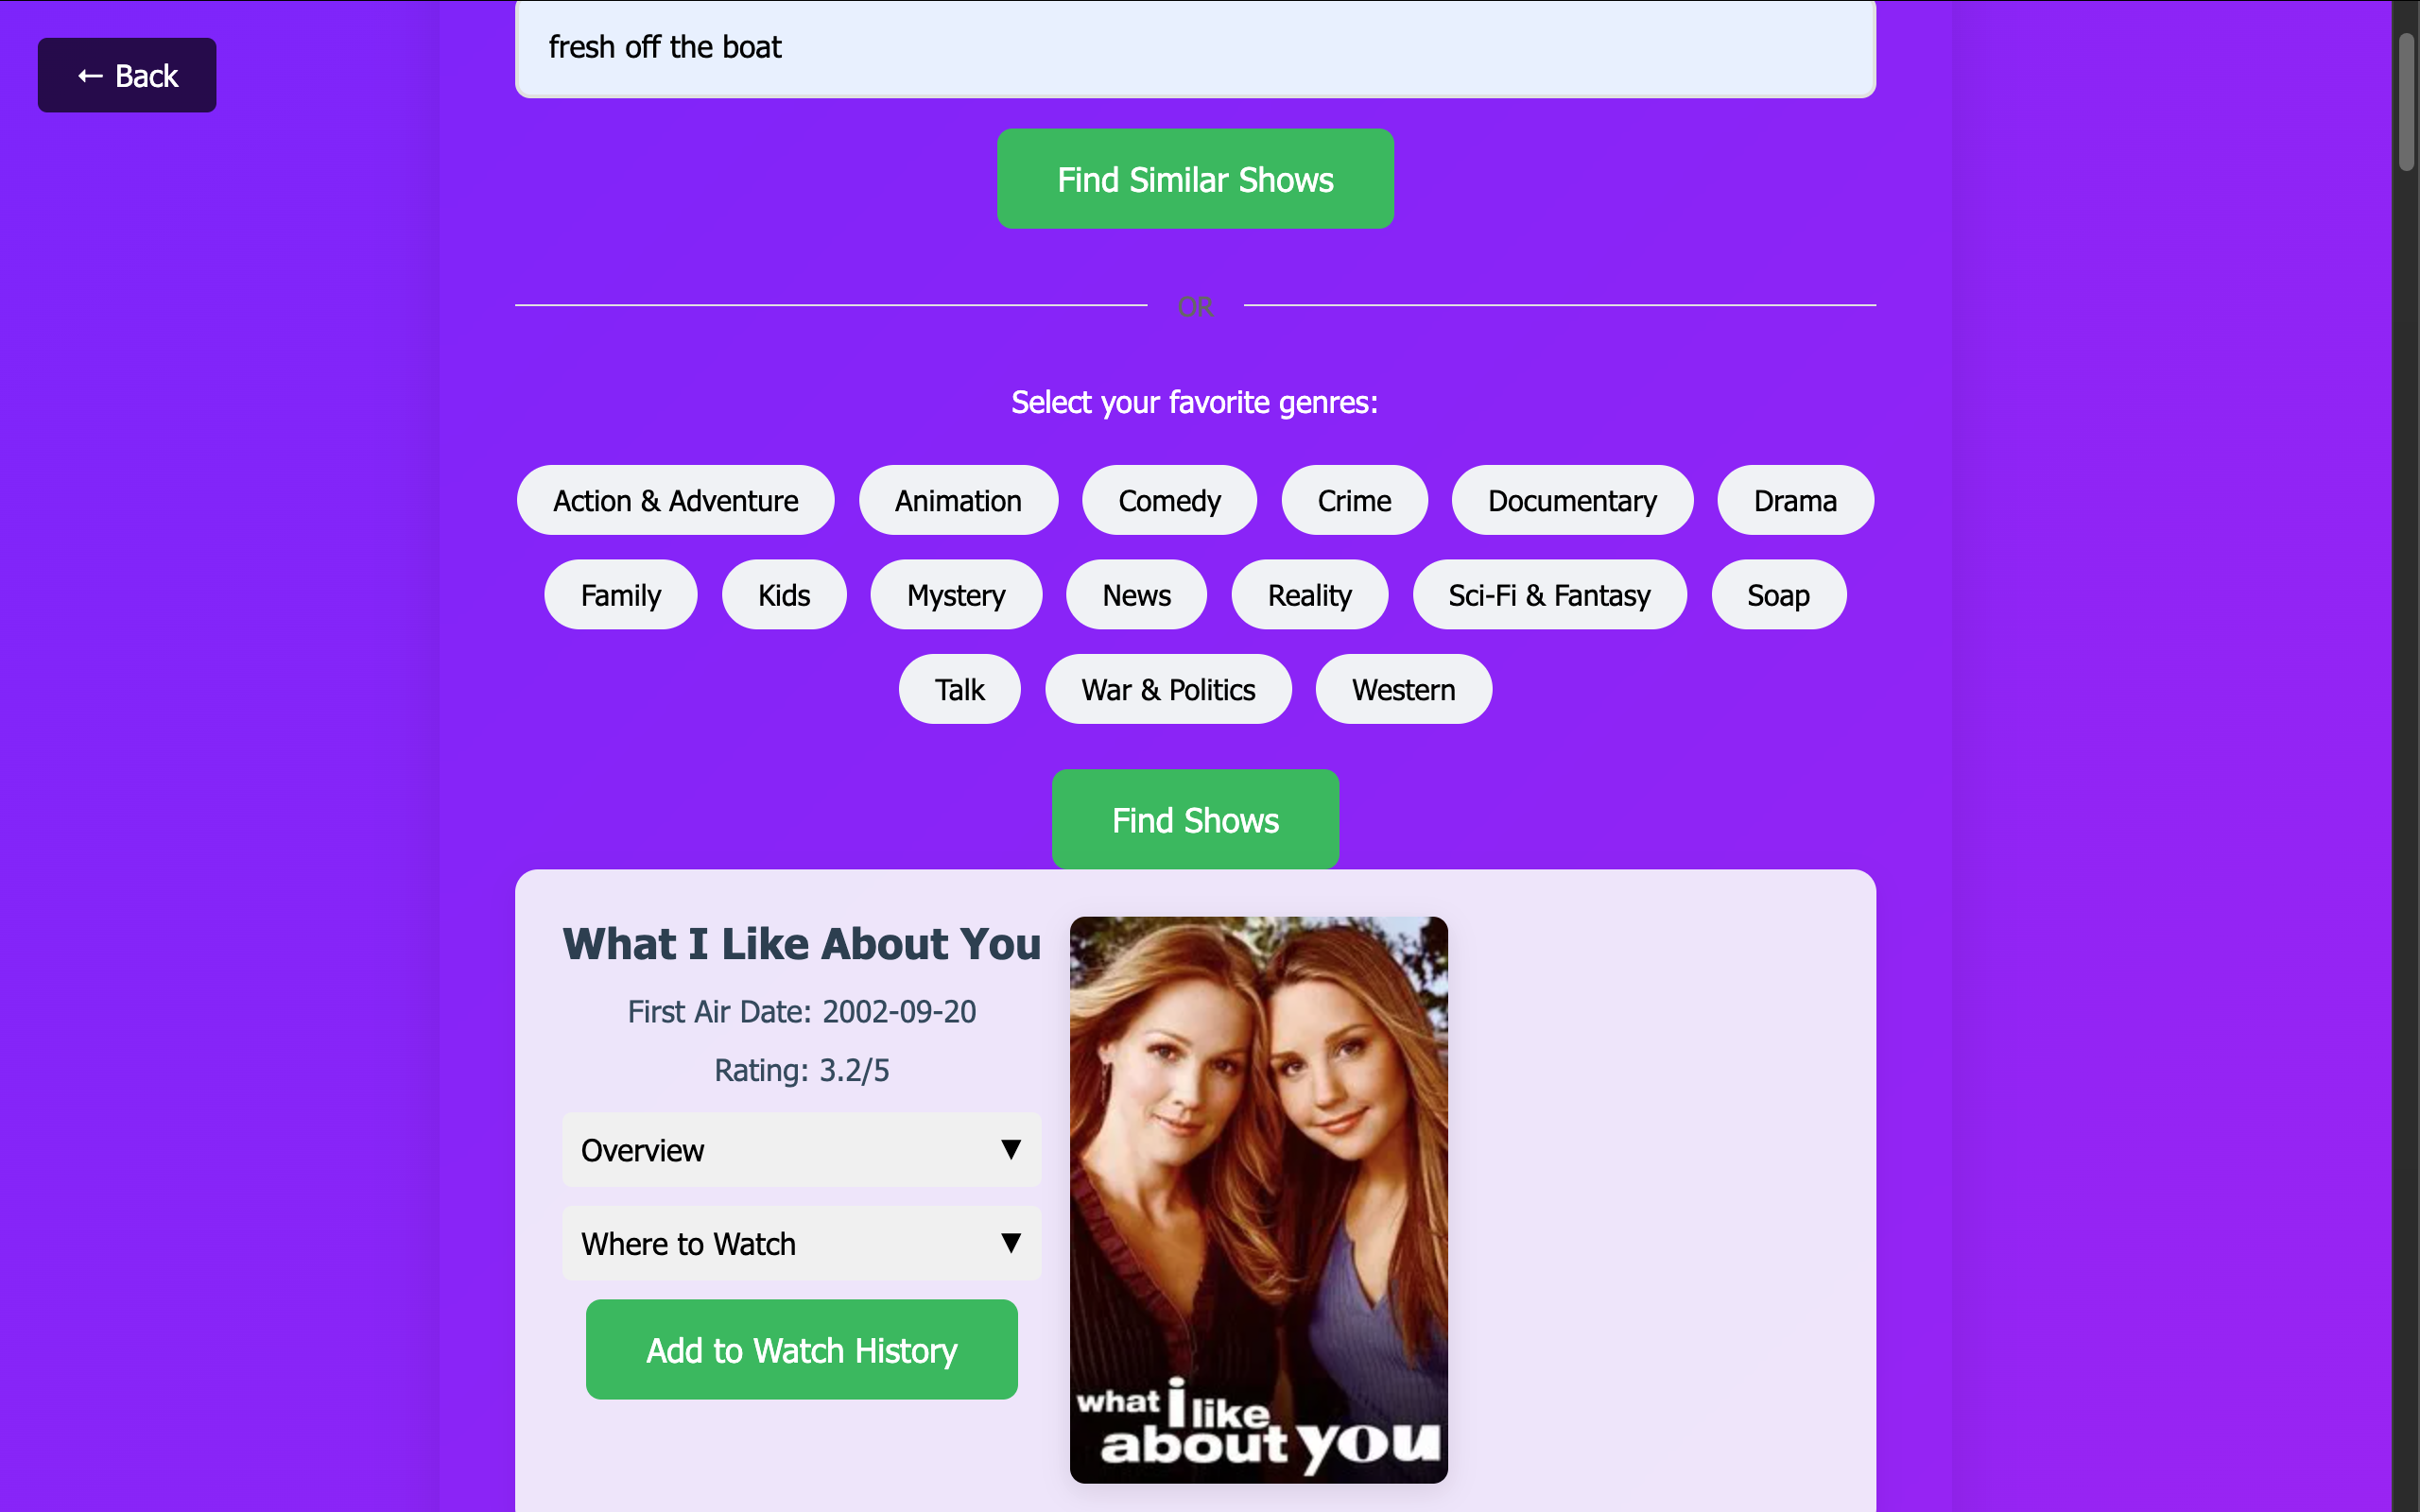 ← Back
fresh off the boat
Find Similar Shows
OR
Select your favorite genres:
Action & Adventure Animation Comedy Crime Documentary Drama
Family Kids Mystery News Reality Sci-Fi & Fantasy Soap
Talk War & Politics Western
Find Shows
What I Like About You
First Air Date: 2002-09-20
Rating: 3.2/5
Overview ▼
Where to Watch ▼
Add to Watch History
what i like
about you